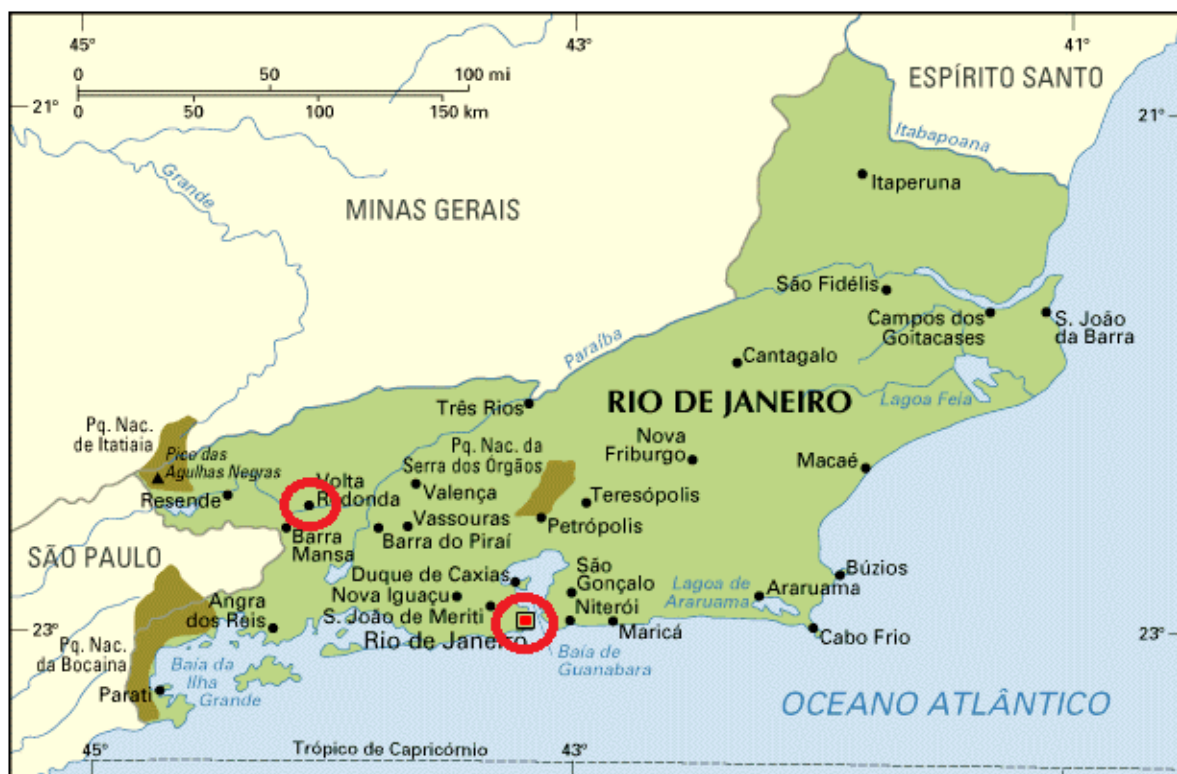 45°
43°
41°
0
50
100 mi
0
50
100
150 km
21°
21°
ESPÍRITO SANTO
Itabapoana
Grande
Itaperuna
MINAS GERAIS
São Fidélis
Campos dos
Goitacases
S. João
da Barra
Paraíba
Cantagalo
Três Rios
RIO DE JANEIRO
Lagoa Feia
Pq. Nac.
de Itatiaia
Pico das
Agulhas Negras
Pq. Nac. da
Serra dos Órgãos
Nova
Friburgo
Macaé
Resende
Volta
Redonda
Valença
Teresópolis
Vassouras
Petrópolis
Barra
Mansa
Barra do Piraí
SÃO PAULO
Duque de Caxias
São
Gonçalo
Lagoa de
Araruama
Araruama
Búzios
Nova Iguaçu
Angra
dos Reis
S. João de Meriti
Niterói
23°
Rio de Janeiro
Maricá
Cabo Frio
23°
Pq. Nac.
da Bocaina
Baía da
Ilha
Grande
Baía de
Guanabara
Parati
OCEANO ATLÂNTICO
45°
Trópico de Capricórnio
43°